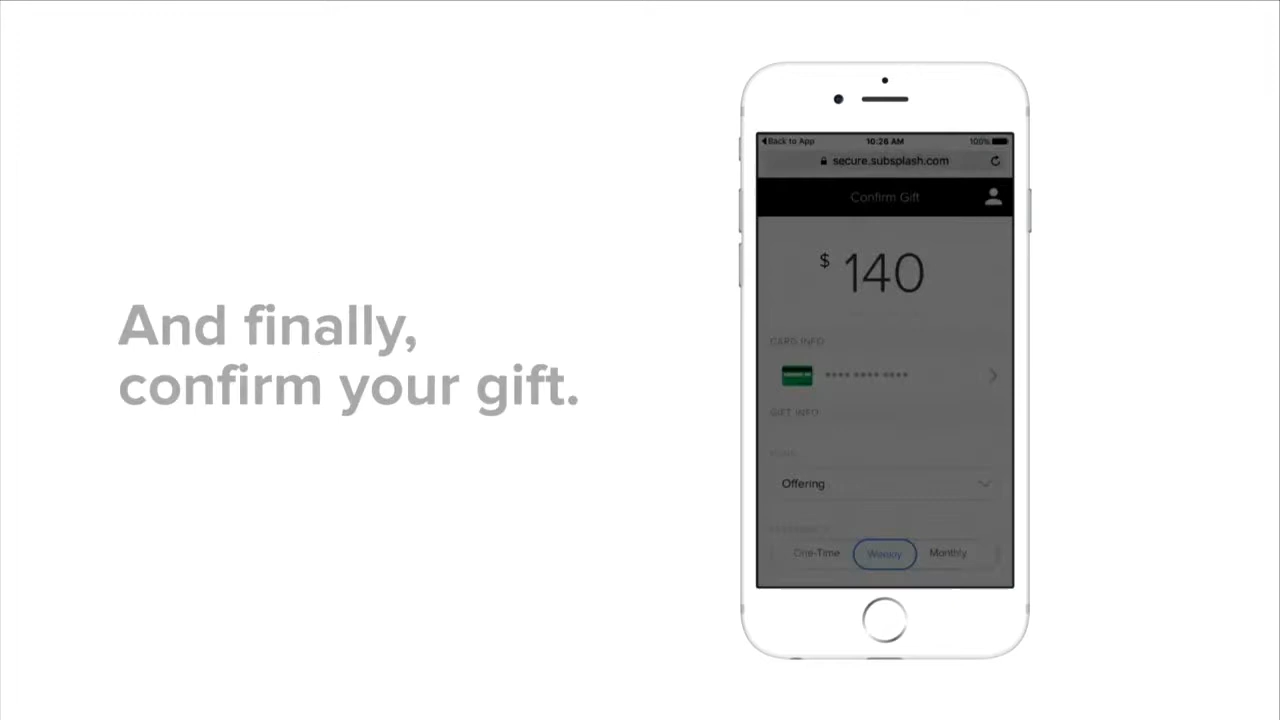 And finally,
confirm your gift.
Back to App 10:26 AM 100%
secure.subsplash.com
Confirm Gift
$ 140
CARD INFO
•••• •••• ••••
GIFT INFO
Offering
One-Time Weekly Monthly